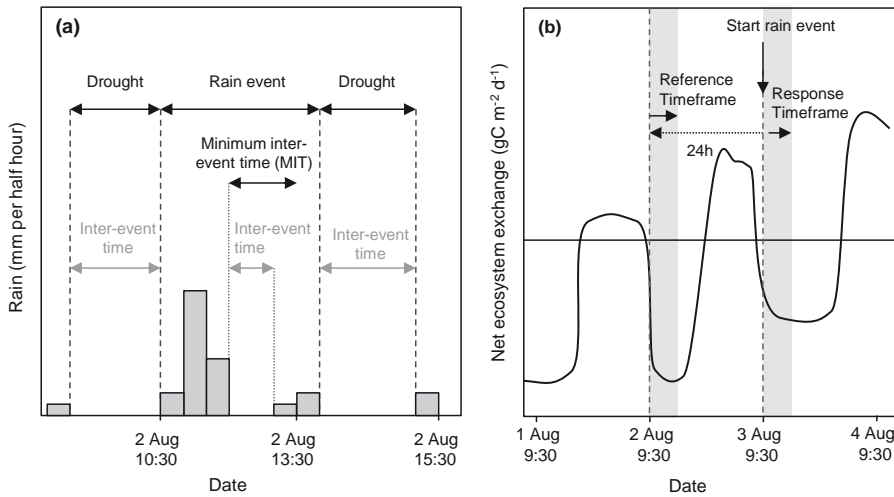 (a)
Drought
Rain event
Drought
Minimum inter-
event time (MIT)
Inter-event
time
Inter-event
time
Inter-event
time
Rain (mm per half hour)
2 Aug
10:30
2 Aug
13:30
2 Aug
15:30
Date
(b)
Start rain event
Reference
Timeframe
Response
Timeframe
24h
Net ecosystem exchange (gC m⁻² d⁻¹)
1 Aug
9:30
2 Aug
9:30
3 Aug
9:30
4 Aug
9:30
Date